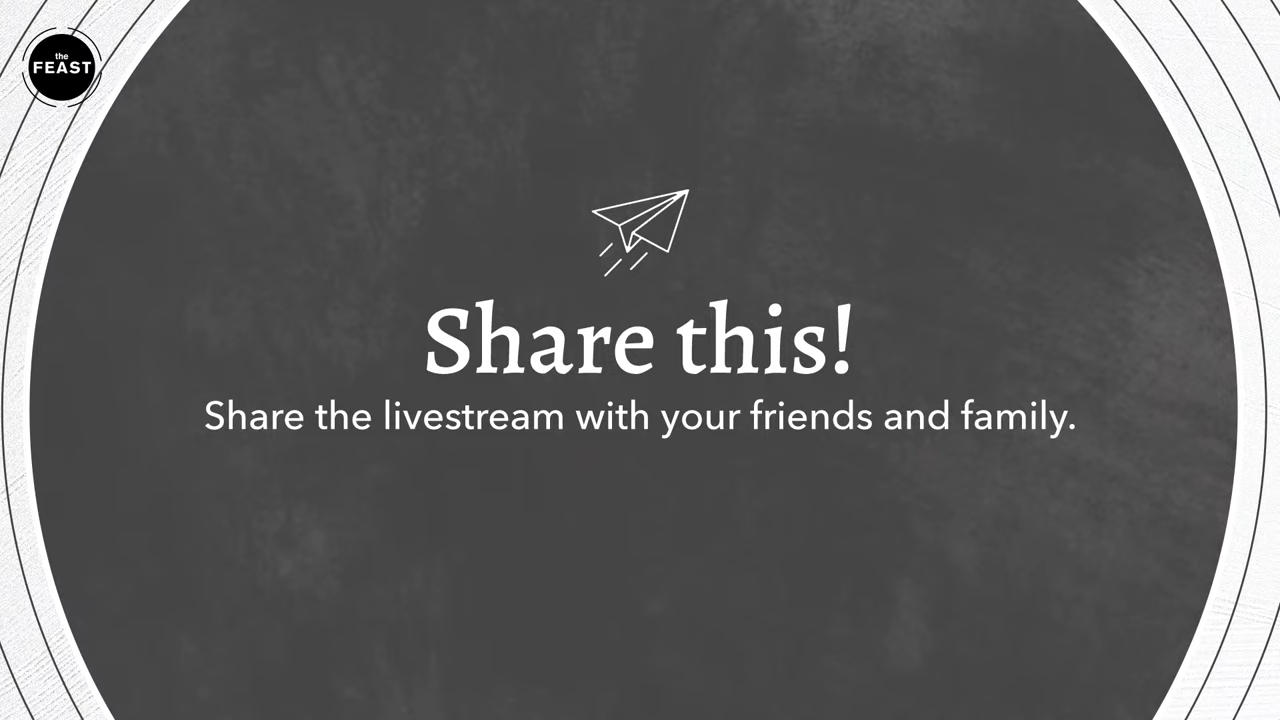 the
FEAST
Share this!
Share the livestream with your friends and family.